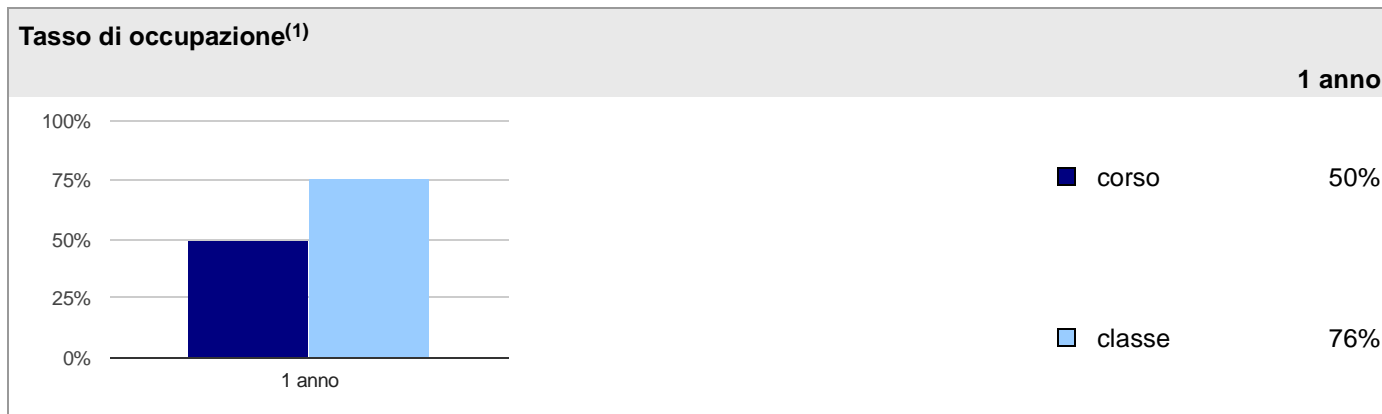 Tasso di occupazione(1)
1 anno
100%
75%
50%
25%
0%
1 anno
corso 50%
classe 76%